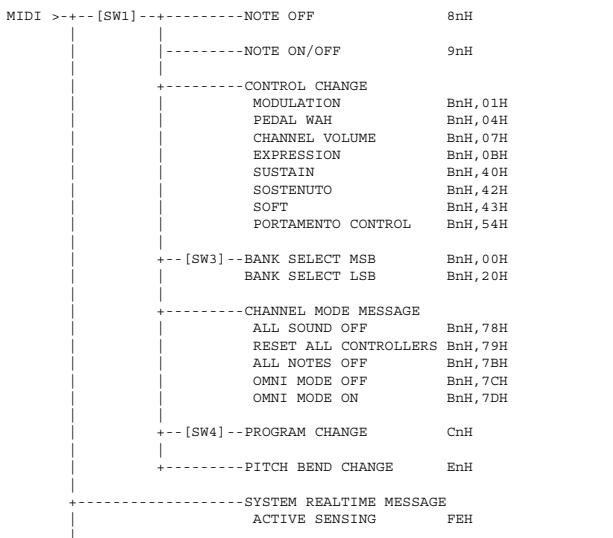 MIDI >-+--[SW1]--+---------NOTE OFF 8nH
|---------NOTE ON/OFF 9nH
+---------CONTROL CHANGE
MODULATION BnH,01H
PEDAL WAH BnH,04H
CHANNEL VOLUME BnH,07H
EXPRESSION BnH,0BH
SUSTAIN BnH,40H
SOSTENUTO BnH,42H
SOFT BnH,43H
PORTAMENTO CONTROL BnH,54H
+--[SW3]--BANK SELECT MSB BnH,00H
BANK SELECT LSB BnH,20H
+---------CHANNEL MODE MESSAGE
ALL SOUND OFF BnH,78H
RESET ALL CONTROLLERS BnH,79H
ALL NOTES OFF BnH,7BH
OMNI MODE OFF BnH,7CH
OMNI MODE ON BnH,7DH
+--[SW4]--PROGRAM CHANGE CnH
+---------PITCH BEND CHANGE EnH
+-------------------SYSTEM REALTIME MESSAGE
ACTIVE SENSING FEH